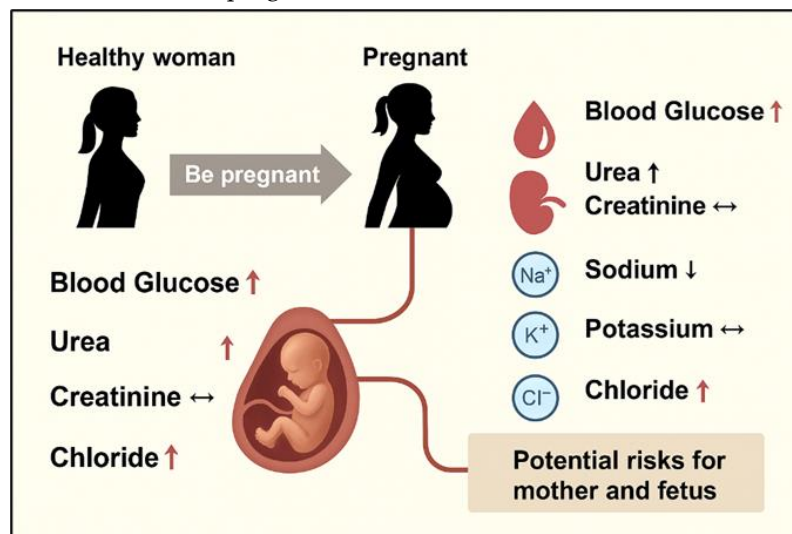 Healthy woman
Pregnant
Be pregnant
Blood Glucose ↑
Urea ↑
Creatinine ↔
Na⁺ Sodium ↓
K⁺ Potassium ↔
Cl⁻ Chloride ↑
Blood Glucose ↑
Urea ↑
Creatinine ↔
Chloride ↑
Potential risks for
mother and fetus